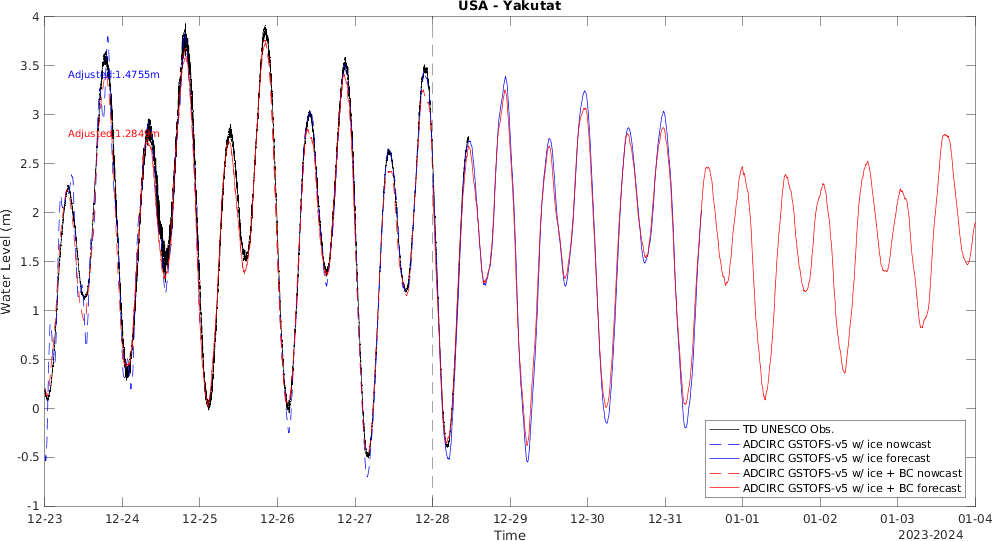 USA - Yakutat
4
3.5
3
2.5
2
1.5
1
0.5
0
-0.5
-1
Water Level (m)
Adjusted:1.4755m
12-23
12-24
12-25
12-26
12-27
12-28
12-29
12-30
12-31
01-01
01-02
01-03
01-04
Time
2023-2024
TD UNESCO Obs.
ADCIRC GSTOFS-v5 w/ ice nowcast
ADCIRC GSTOFS-v5 w/ ice forecast
ADCIRC GSTOFS-v5 w/ ice + BC nowcast
ADCIRC GSTOFS-v5 w/ ice + BC forecast